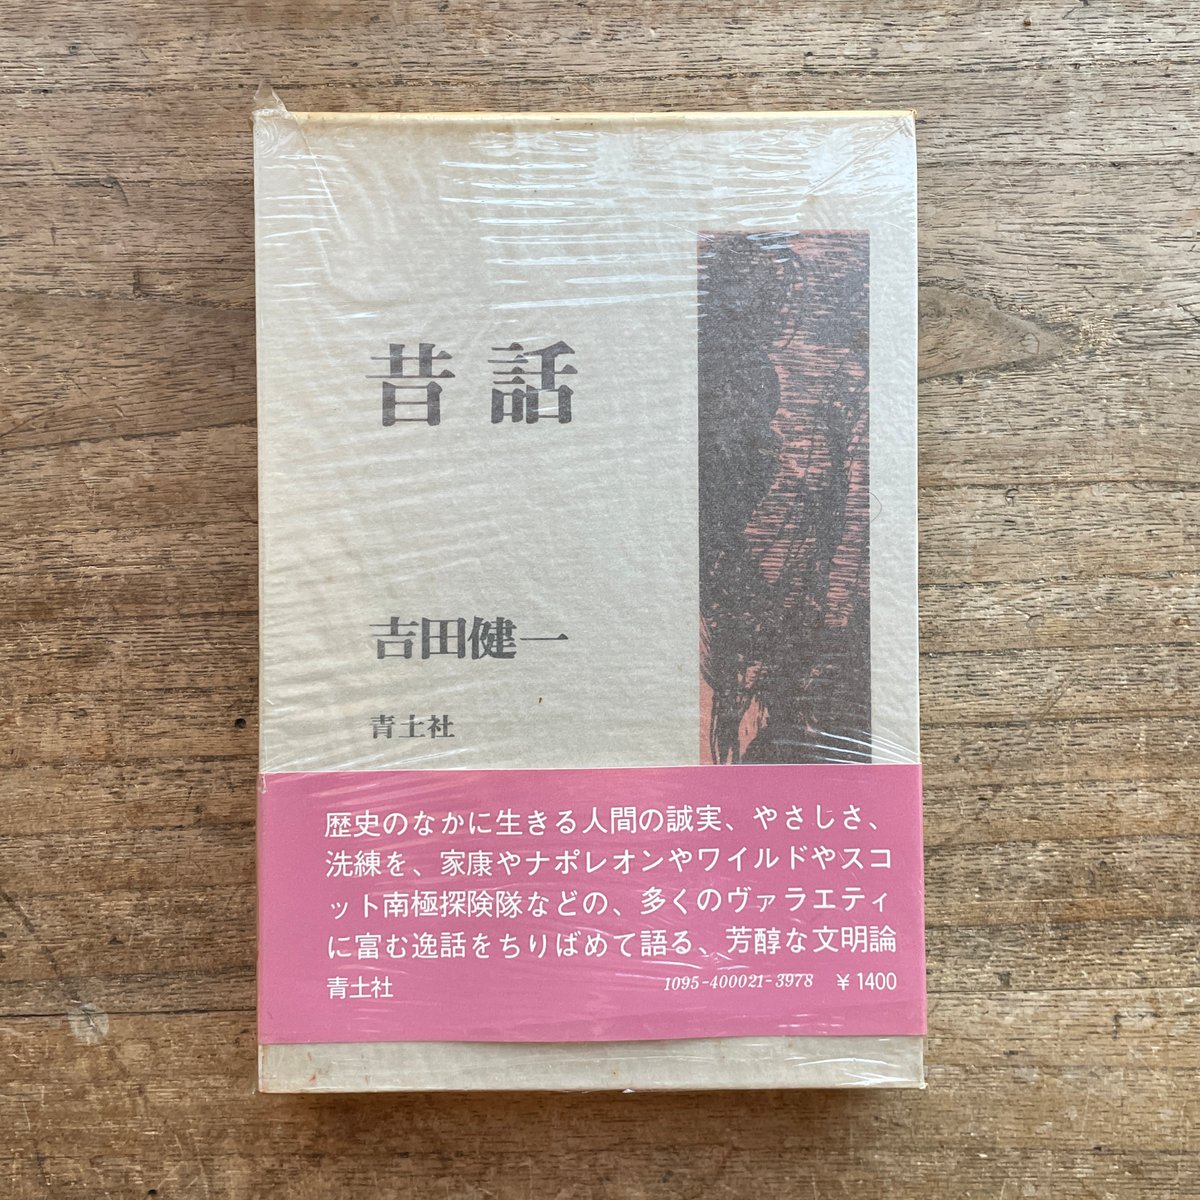 昔話
吉田健一
青土社
歴史のなかに生きる人間の誠実、やさしさ、
洗練を、家康やナポレオンやワイルドやスコ
ット南極探険隊などの、多くのヴァラエティ
に富む逸話をちりばめて語る、芳醇な文明論
青土社 1095-400021-3978 ¥1400